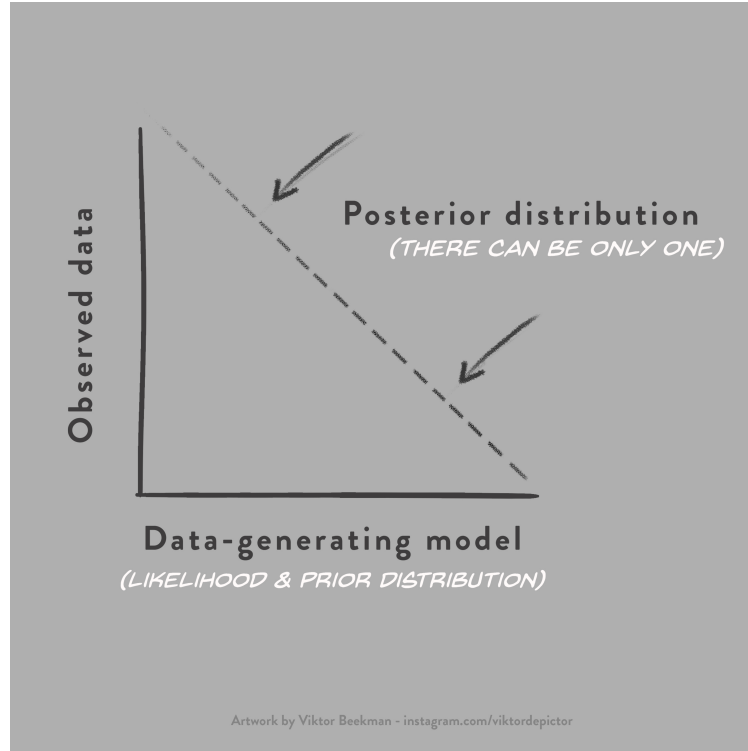 Observed data
Posterior distribution
(THERE CAN BE ONLY ONE)
Data-generating model
(LIKELIHOOD & PRIOR DISTRIBUTION)
Artwork by Viktor Beekman - instagram.com/viktordepictor